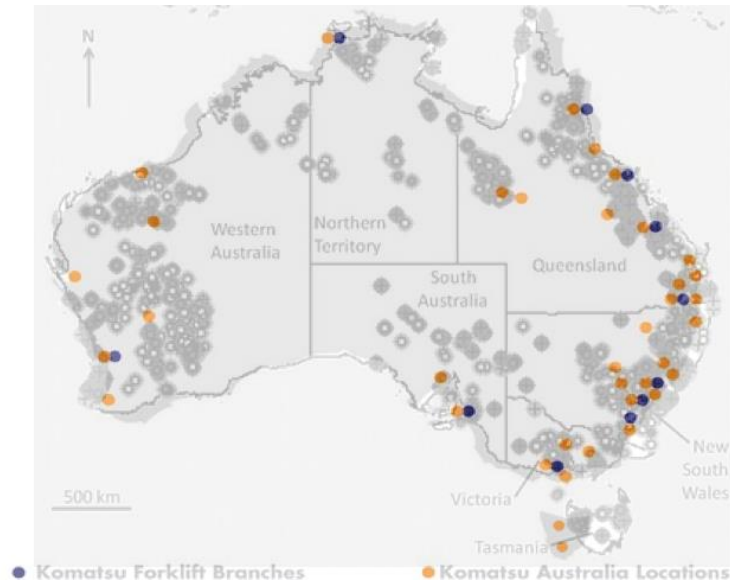 N
Western
Australia
Northern
Territory
South
Australia
Queensland
New
South
Wales
Victoria
Tasmania
500 km
Komatsu Forklift Branches
Komatsu Australia Locations